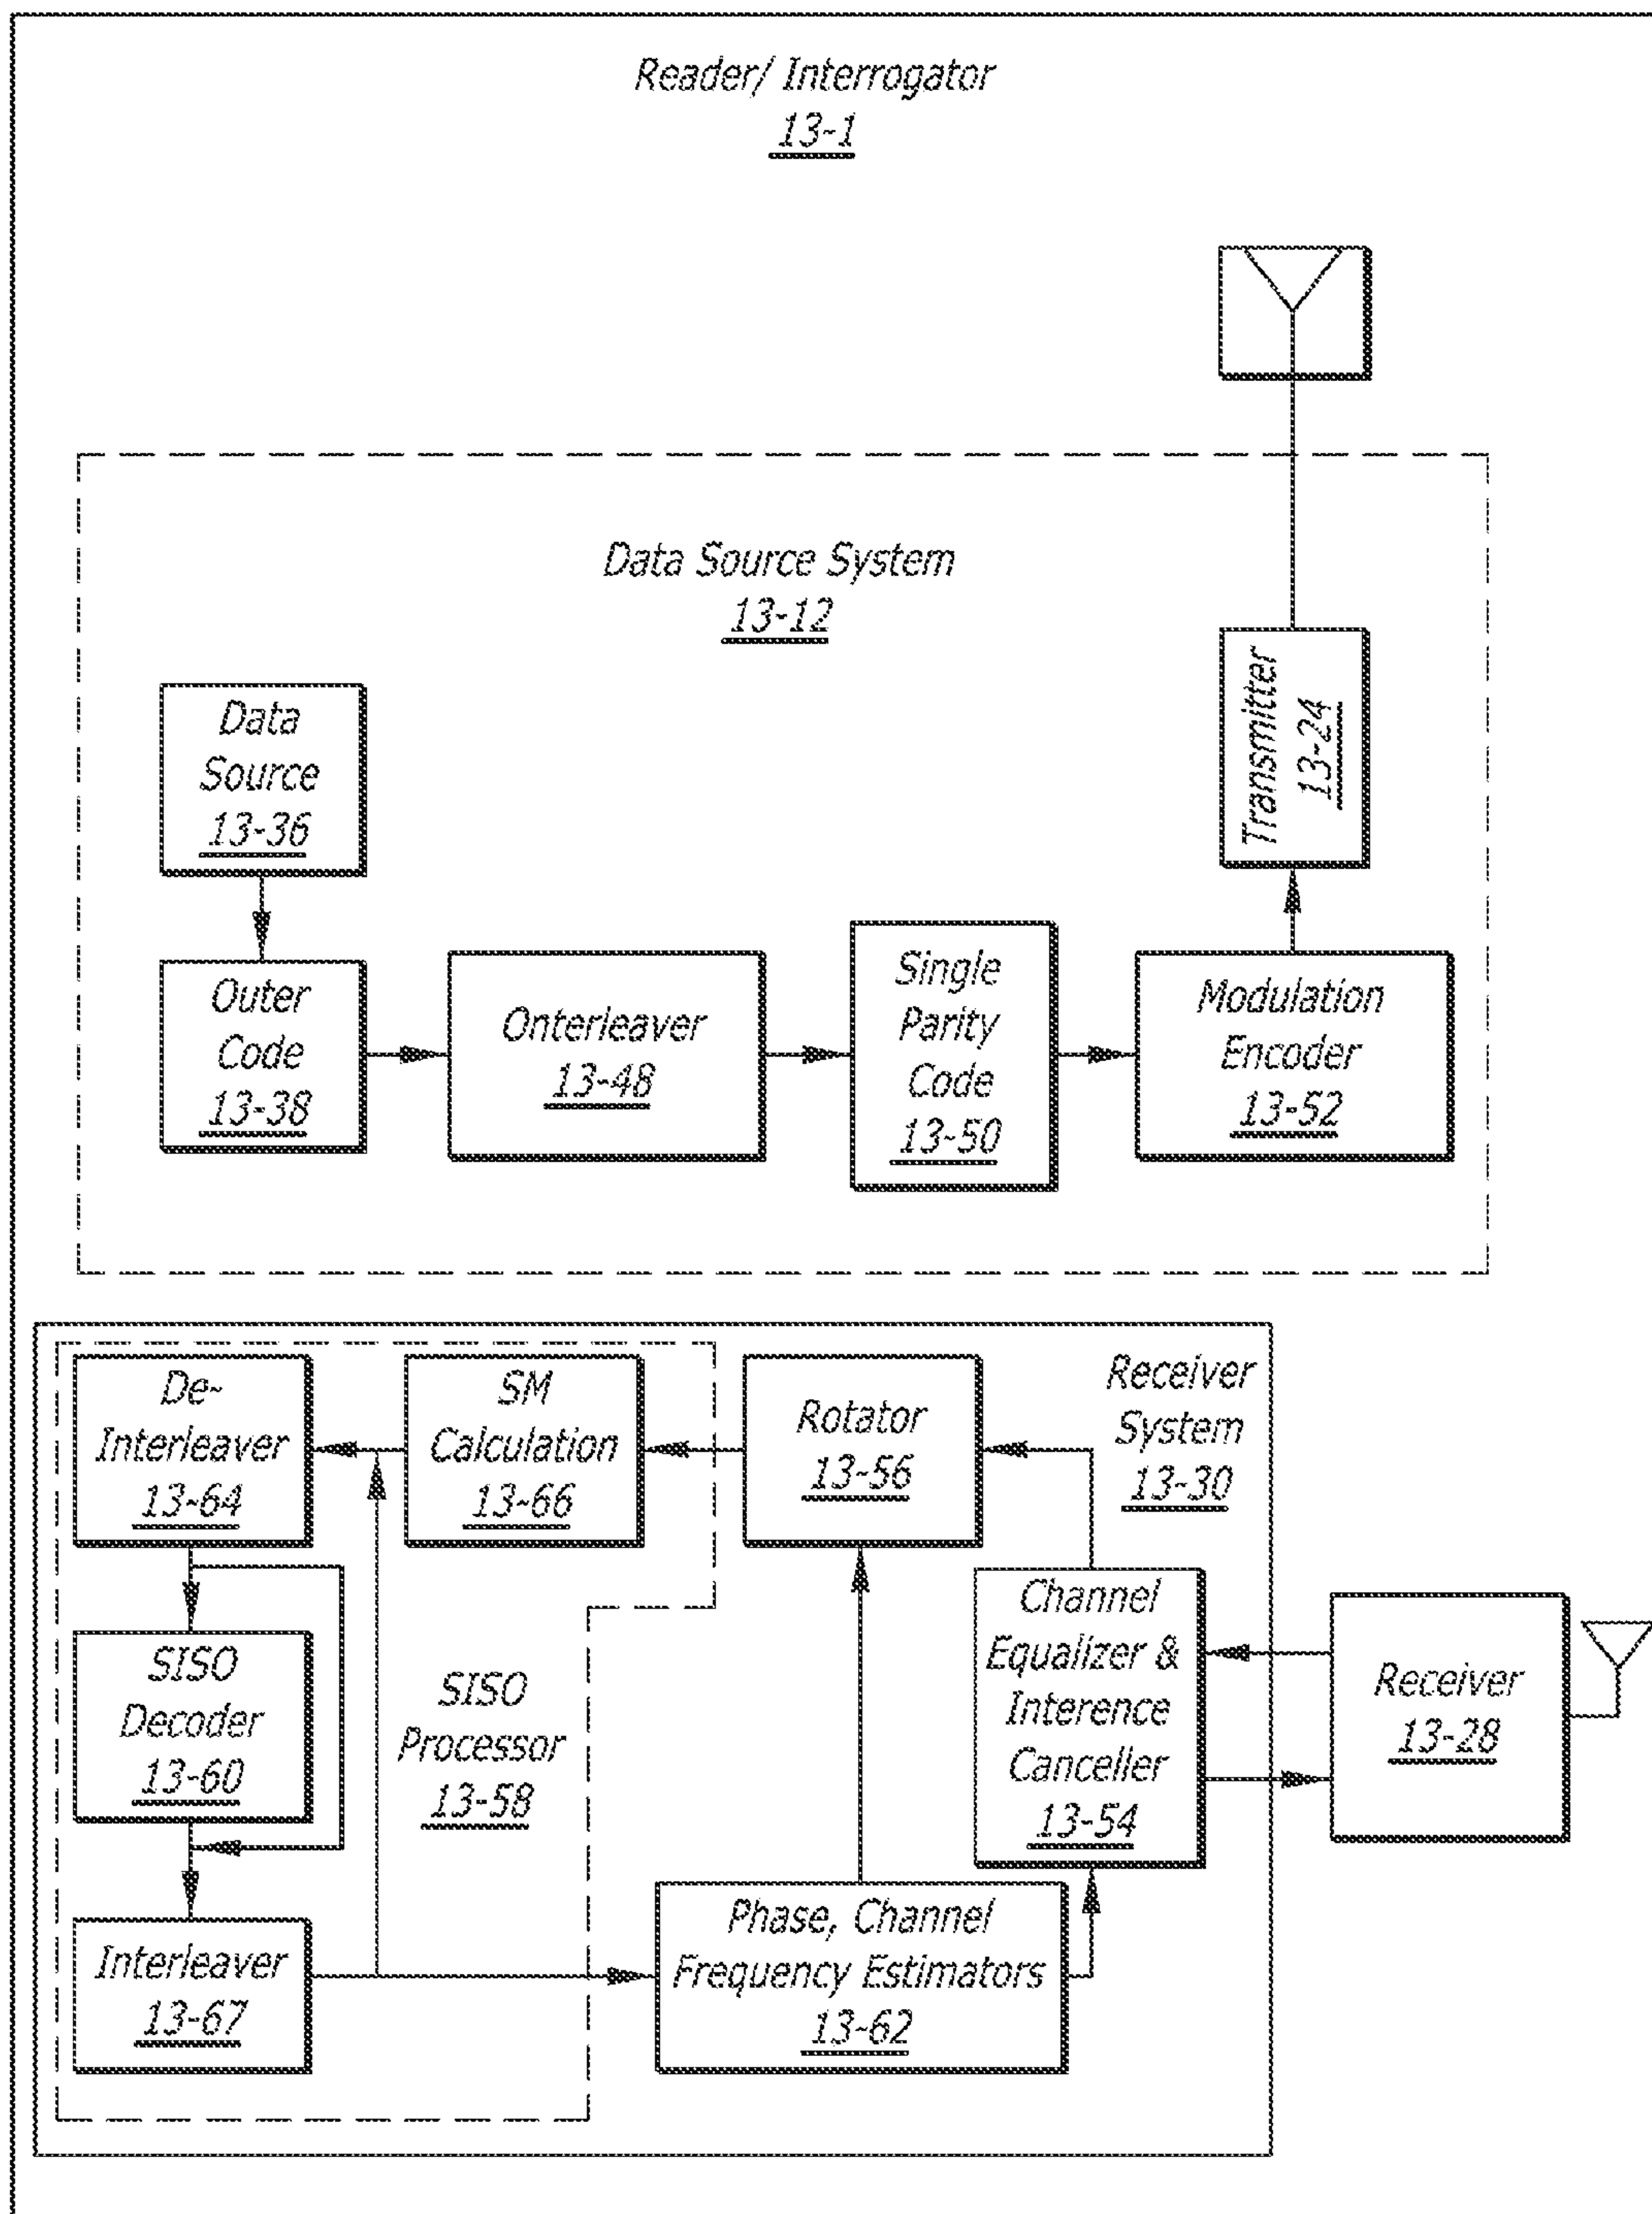 Reader/ Interrogator
13-1
Data Source System
13-12
Data
Source
13-36
Transmitter
13-24
Outer
Code
13-38
Onterleaver
13-48
Single
Parity
Code
13-50
Modulation
Encoder
13-52
De-
Interleaver
13-64
SM
Calculation
13-66
Rotator
13-56
Receiver
System
13-30
SISO
Decoder
13-60
SISO
Processor
13-58
Channel
Equalizer &
Interence
Canceller
13-54
Receiver
13-28
Interleaver
13-67
Phase, Channel
Frequency Estimators
13-62